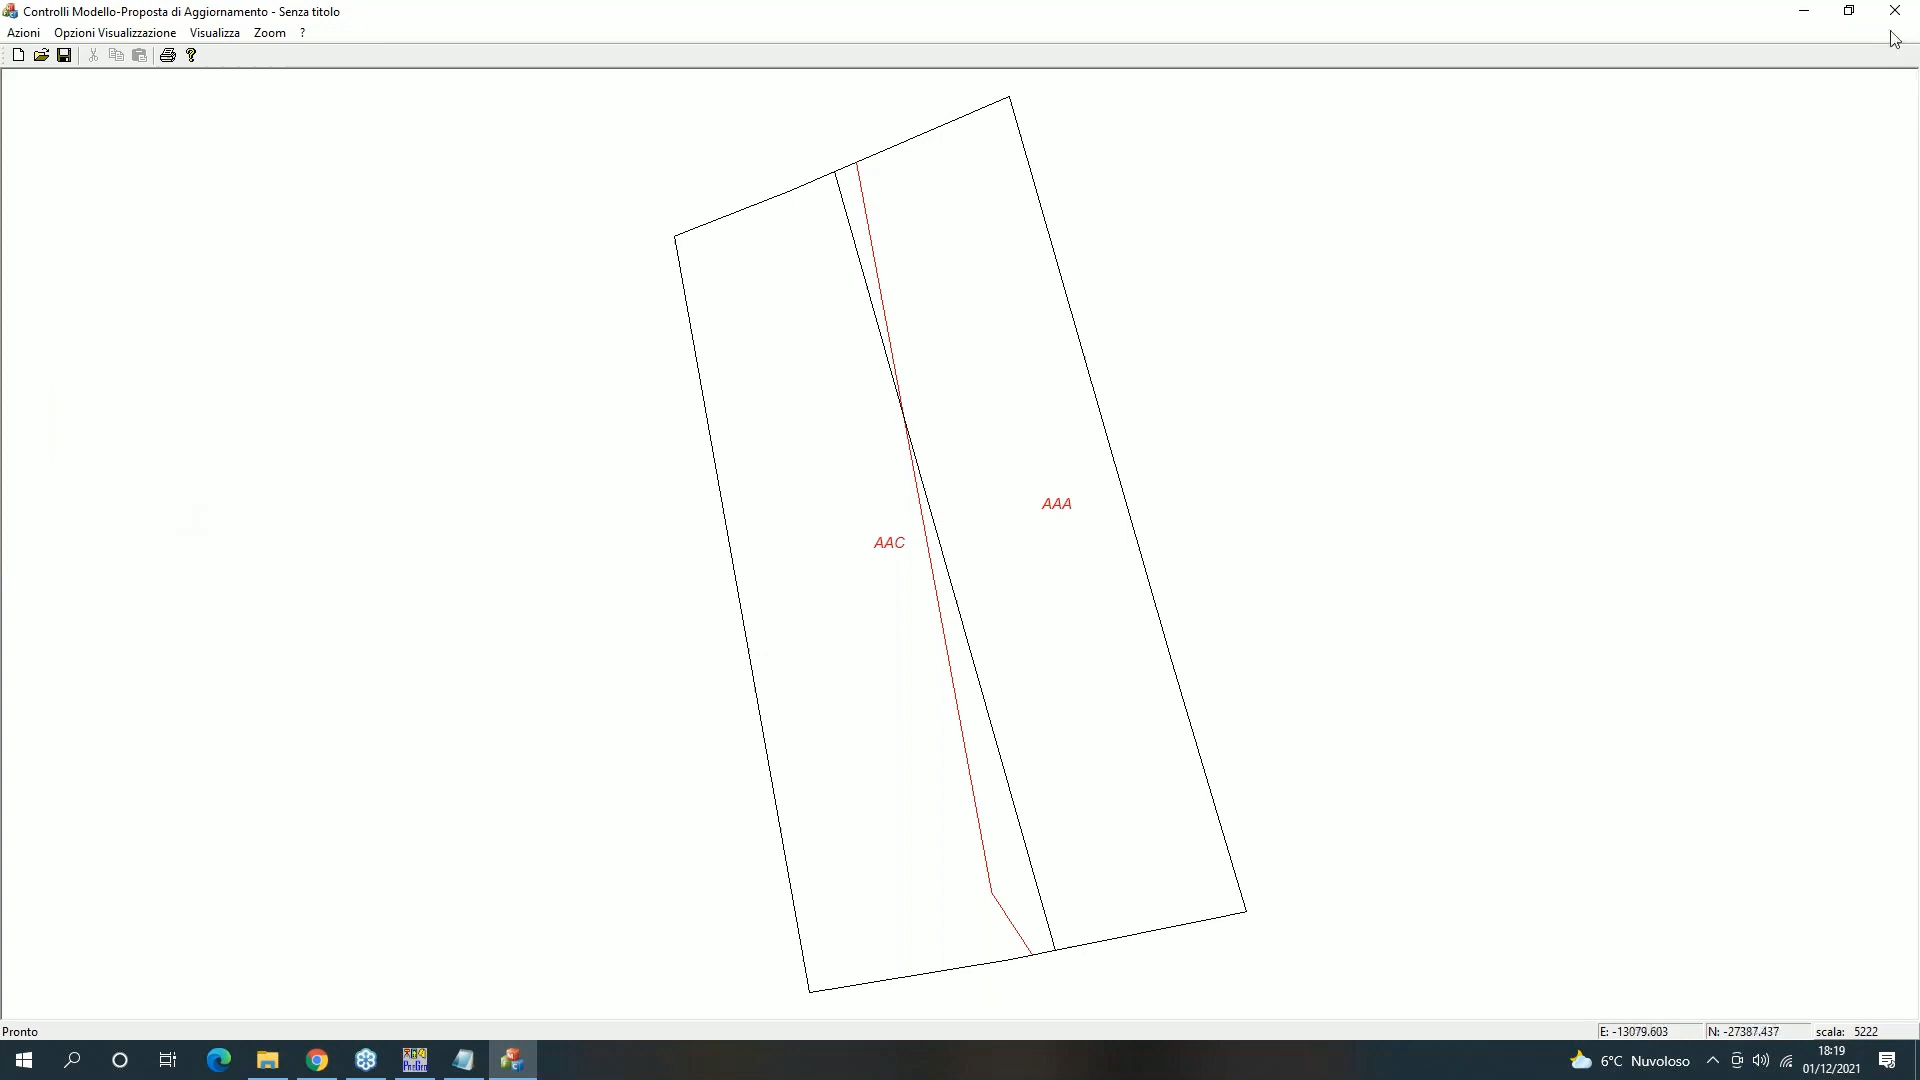 Controlli Modello-Proposta di Aggiornamento - Senza titolo
Azioni Opzioni Visualizzazione Visualizza Zoom ?
AAA
AAC
Pronto
E: -13079.603 N: -27387.437 scala: 5222
6°C Nuvoloso
18:19
01/12/2021